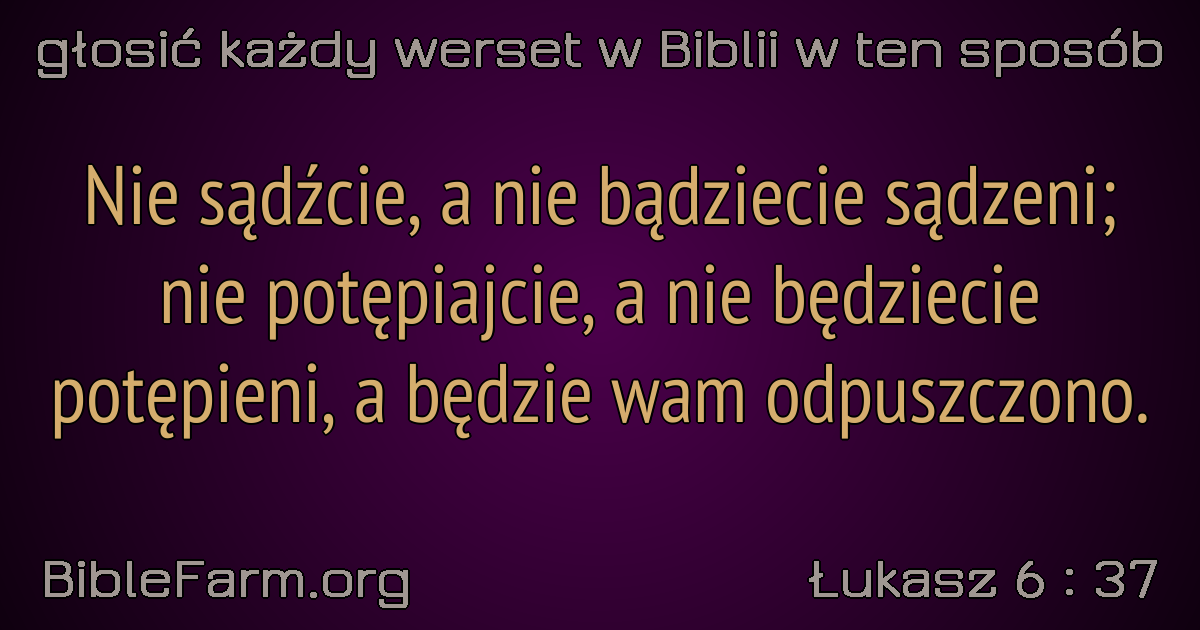 głosić każdy werset w Biblii w ten sposób
Nie sądźcie, a nie bądziecie sądzeni;
nie potępiajcie, a nie będziecie
potępieni, a będzie wam odpuszczono.
BibleFarm.org
Łukasz 6 : 37